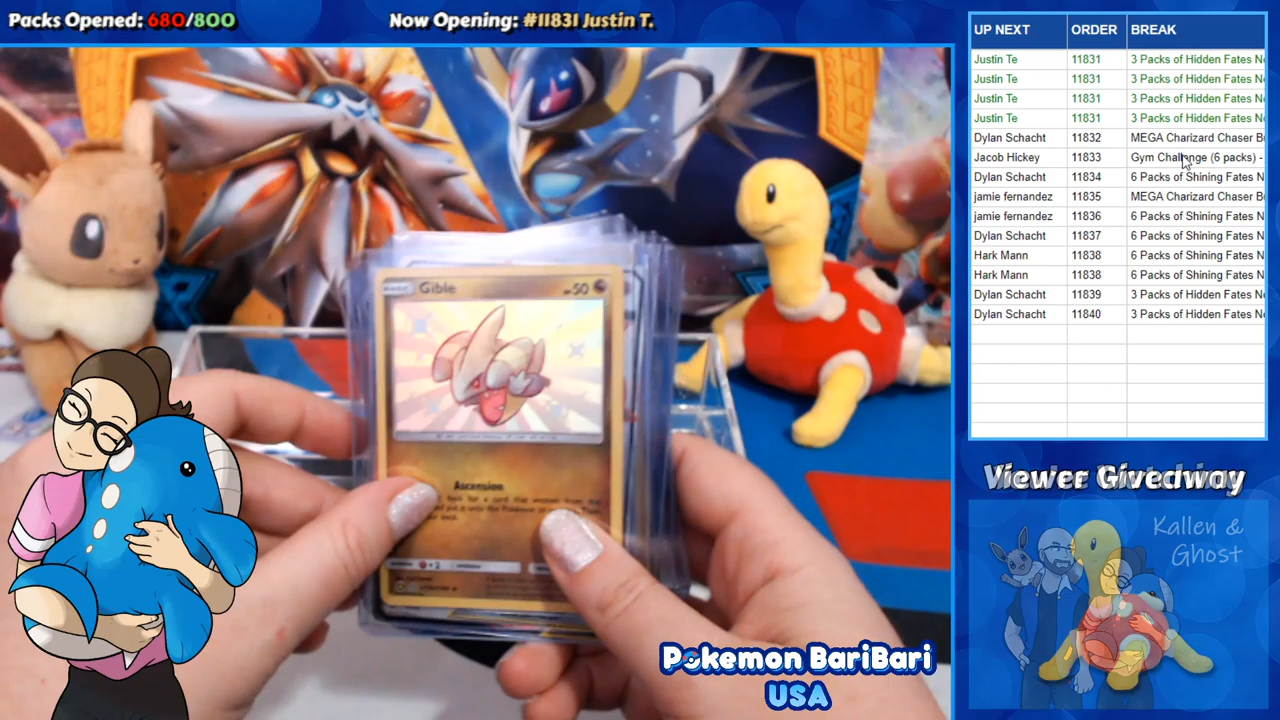 Packs Opened: 680/800
Now Opening: #11831 Justin T.
UP NEXT ORDER BREAK
Justin Te 11831 3 Packs of Hidden Fates
Justin Te 11831 3 Packs of Hidden Fates
Justin Te 11831 3 Packs of Hidden Fates
Justin Te 11831 3 Packs of Hidden Fates
Dylan Schacht 11832 MEGA Charizard Chaser
Jacob Hickey 11833 Gym Challenge (6 packs) -
Dylan Schacht 11834 6 Packs of Shining Fates N
jamie fernandez 11835 MEGA Charizard Chaser
jamie fernandez 11836 6 Packs of Shining Fates N
Dylan Schacht 11837 6 Packs of Shining Fates N
Hark Mann 11838 6 Packs of Shining Fates N
Hark Mann 11838 6 Packs of Shining Fates N
Dylan Schacht 11839 3 Packs of Hidden Fates
Dylan Schacht 11840 3 Packs of Hidden Fates
BASIC Gible HP 50
Ascension
Viewer Giveaway
Kallen &
Ghost
Pokemon BariBari
USA